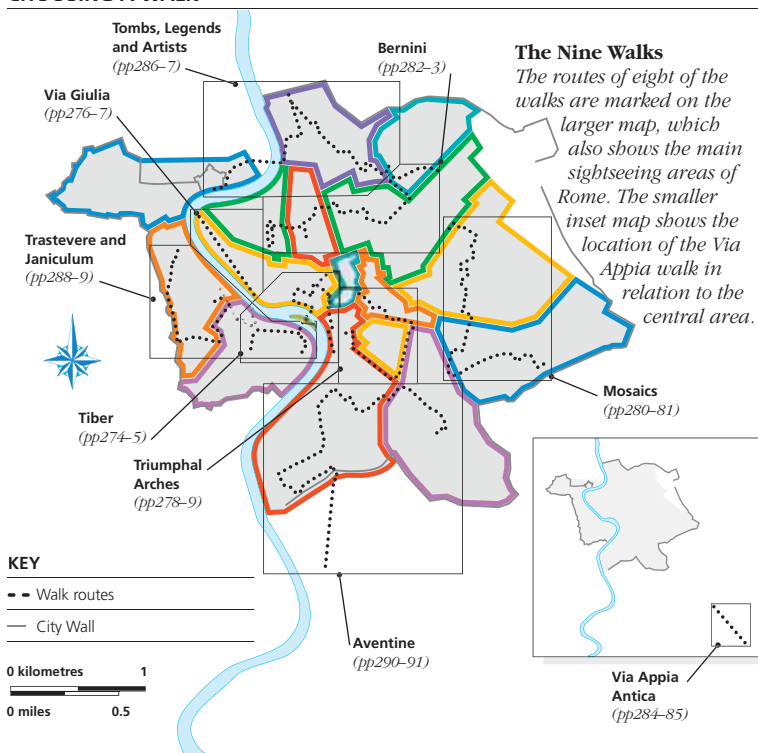 Tombs, Legends
and Artists
(pp286–7)
Bernini
(pp282–3)
Via Giulia
(pp276–7)
The Nine Walks
The routes of eight of the
walks are marked on the
larger map, which
also shows the main
sightseeing areas of
Rome. The smaller
inset map shows the
location of the Via
Appia walk in
relation to the
central area.
Trastevere and
Janiculum
(pp288–9)
Mosaics
(pp280–81)
Tiber
(pp274–5)
Triumphal
Arches
(pp278–9)
KEY
Walk routes
City Wall
0 kilometres 1
0 miles 0.5
Aventine
(pp290–91)
Via Appia
Antica
(pp284–85)